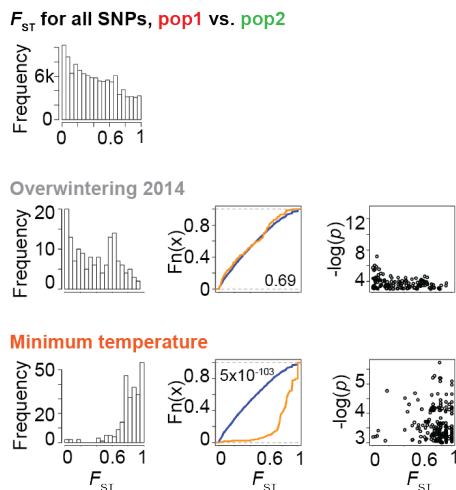 FST for all SNPs, pop1 vs. pop2
Frequency
6k
0
0 0.6 1
Overwintering 2014
Frequency
20
10
0
Fn(x)
0.8
0.4
0
0.69
-log(p)
12
8
4
Minimum temperature
Frequency
50
20
0
0 0.6 1
FST
Fn(x)
0.8
0.4
0
5x10-103
0 0.6 1
FST
-log(p)
5
4
3
0 0.6 1
FST